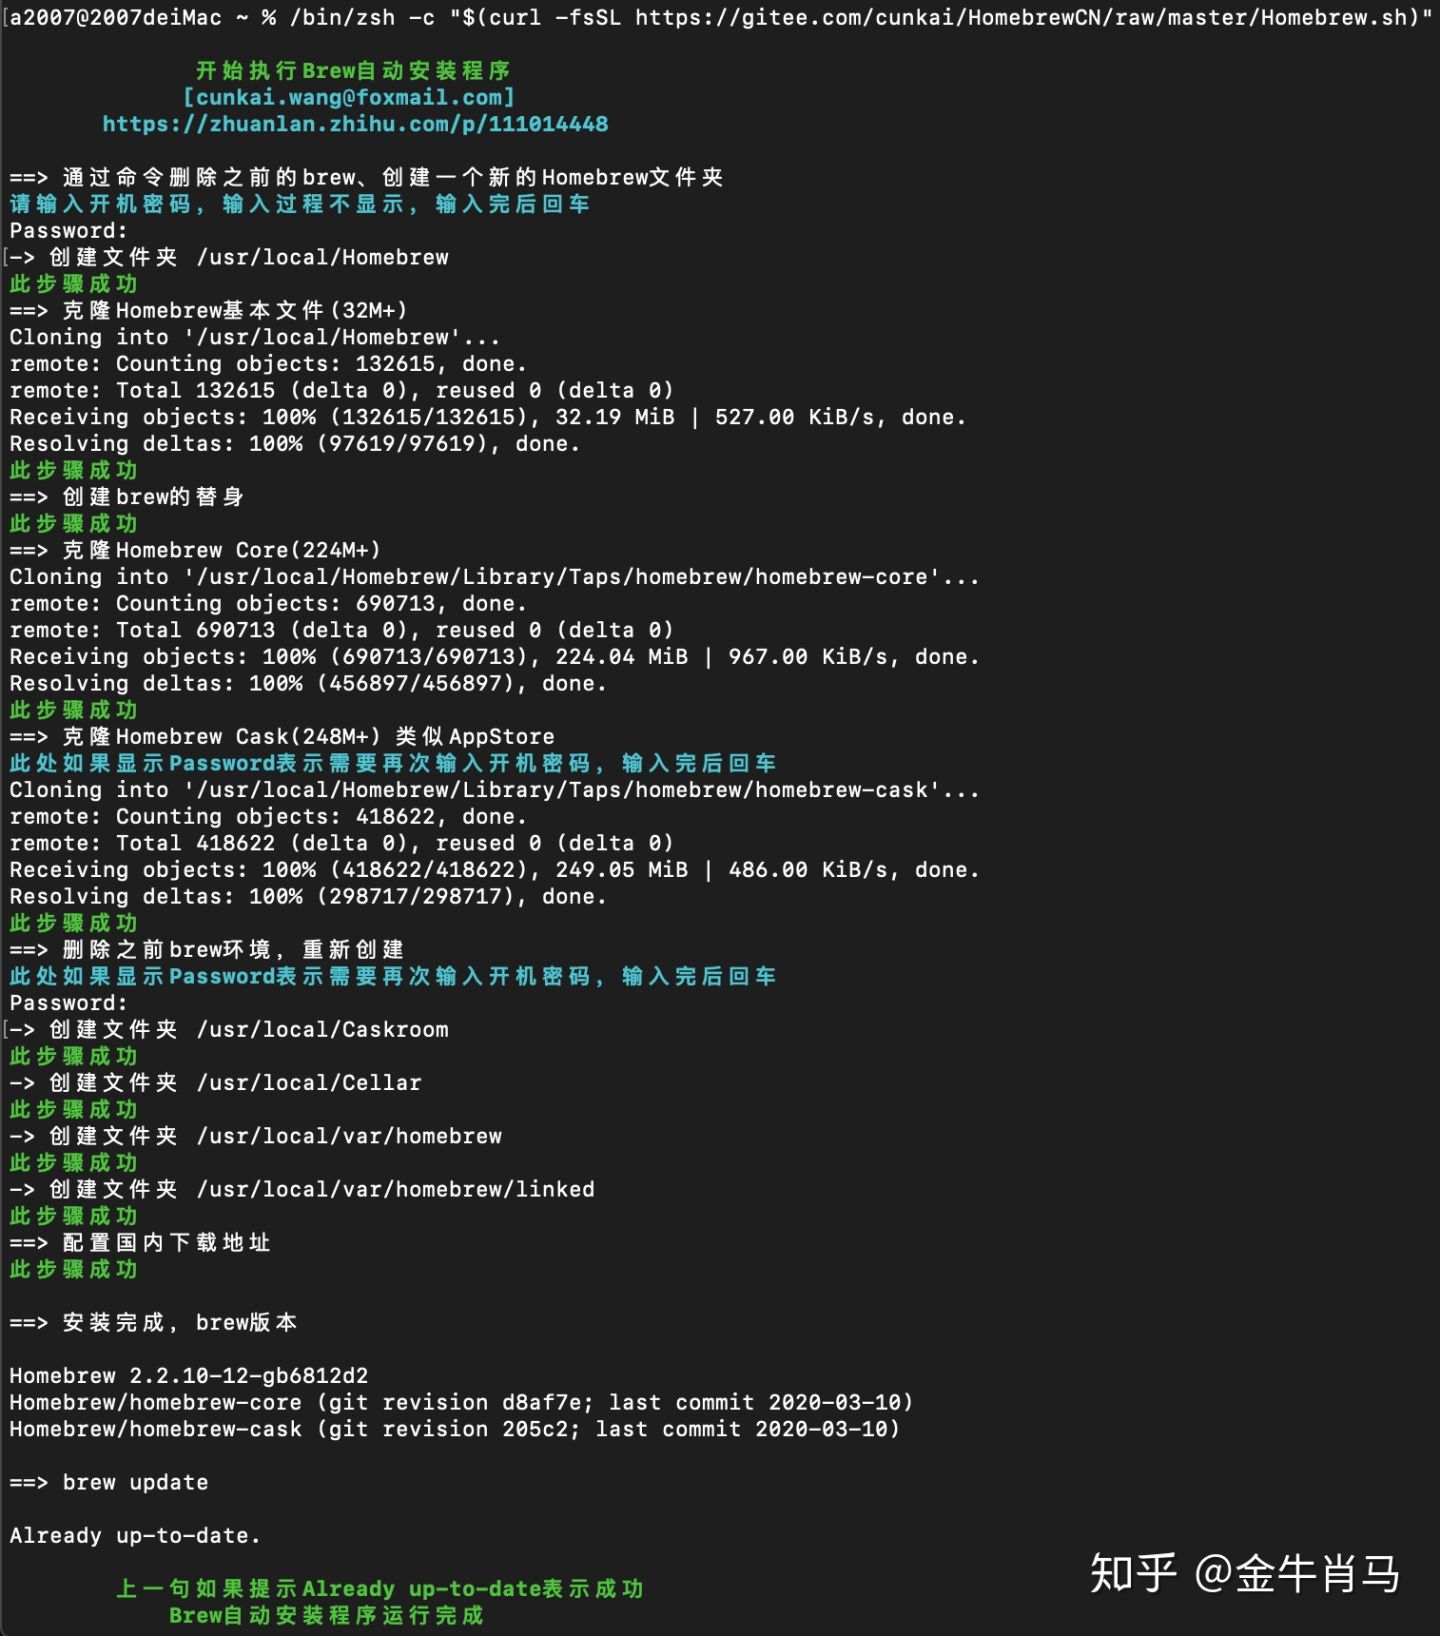 a2007@2007deiMac ~ % /bin/zsh -c "$(curl -fsSL https://gitee.com/cunkai/HomebrewCN/raw/master/Homebrew.sh)"
开始执行Brew自动安装程序
[cunkai.wang@foxmail.com]
https://zhuanlan.zhihu.com/p/111014448
==> 通过命令删除之前的brew、创建一个新的Homebrew文件夹
请输入开机密码，输入过程不显示，输入完后回车
Password:
-> 创建文件夹 /usr/local/Homebrew
此步骤成功
==> 克隆Homebrew基本文件(32M+)
Cloning into '/usr/local/Homebrew'...
remote: Counting objects: 132615, done.
remote: Total 132615 (delta 0), reused 0 (delta 0)
Receiving objects: 100% (132615/132615), 32.19 MiB | 527.00 KiB/s, done.
Resolving deltas: 100% (97619/97619), done.
此步骤成功
==> 创建brew的替身
此步骤成功
==> 克隆Homebrew Core(224M+)
Cloning into '/usr/local/Homebrew/Library/Taps/homebrew/homebrew-core'...
remote: Counting objects: 690713, done.
remote: Total 690713 (delta 0), reused 0 (delta 0)
Receiving objects: 100% (690713/690713), 224.04 MiB | 967.00 KiB/s, done.
Resolving deltas: 100% (456897/456897), done.
此步骤成功
==> 克隆Homebrew Cask(248M+) 类似AppStore
此处如果显示Password表示需要再次输入开机密码，输入完后回车
Cloning into '/usr/local/Homebrew/Library/Taps/homebrew/homebrew-cask'...
remote: Counting objects: 418622, done.
remote: Total 418622 (delta 0), reused 0 (delta 0)
Receiving objects: 100% (418622/418622), 249.05 MiB | 486.00 KiB/s, done.
Resolving deltas: 100% (298717/298717), done.
此步骤成功
==> 删除之前brew环境，重新创建
此处如果显示Password表示需要再次输入开机密码，输入完后回车
Password:
-> 创建文件夹 /usr/local/Caskroom
此步骤成功
-> 创建文件夹 /usr/local/Cellar
此步骤成功
-> 创建文件夹 /usr/local/var/homebrew
此步骤成功
-> 创建文件夹 /usr/local/var/homebrew/linked
此步骤成功
==> 配置国内下载地址
此步骤成功
==> 安装完成，brew版本
Homebrew 2.2.10-12-gb6812d2
Homebrew/homebrew-core (git revision d8af7e; last commit 2020-03-10)
Homebrew/homebrew-cask (git revision 205c2; last commit 2020-03-10)
==> brew update
Already up-to-date.
上一句如果提示Already up-to-date表示成功
Brew自动安装程序运行完成
知乎 @金牛肖马